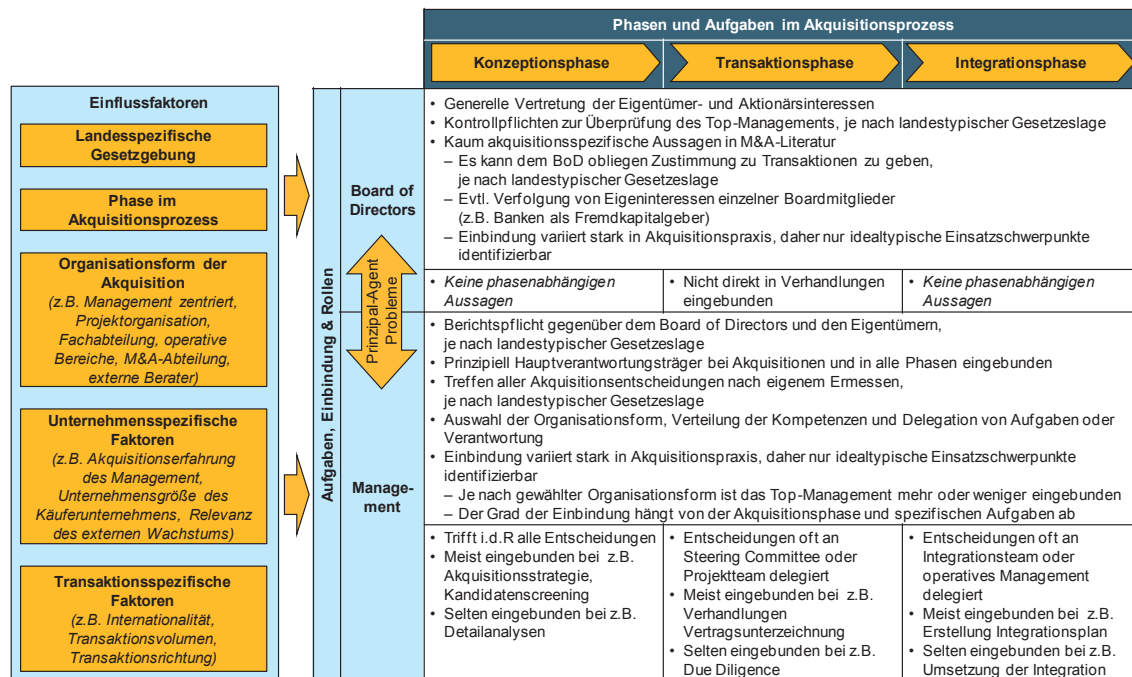 Phasen und Aufgaben im Akquisitionsprozess
Konzeptionsphase
Transaktionsphase
Integrationsphase
Einflussfaktoren
Landesspezifische
Gesetzgebung
Phase im
Akquisitionsprozess
Organisationsform der
Akquisition
(z.B. Management zentriert,
Projektorganisation,
Fachabteilung, operative
Bereiche, M&A-Abteilung,
externe Berater)
Unternehmensspezifische
Faktoren
(z.B. Akquisitionserfahrung
des Management,
Unternehmensgröße des
Käuferunternehmens, Relevanz
des externen Wachstums)
Transaktionsspezifische
Faktoren
(z.B. Internationalität,
Transaktionsvolumen,
Transaktionsrichtung)
Aufgaben, Einbindung & Rollen
Board of
Directors
Prinzipal-Agent
Probleme
Manage-
ment
• Generelle Vertretung der Eigentümer- und Aktionärsinteressen
• Kontrollpflichten zur Überprüfung des Top-Managements, je nach landestypischer Gesetzeslage
• Kaum akquisitionsspezifische Aussagen in M&A-Literatur
– Es kann dem BoD obliegen Zustimmung zu Transaktionen zu geben,
je nach landestypischer Gesetzeslage
– Evtl. Verfolgung von Eigeninteressen einzelner Boardmitglieder
(z.B. Banken als Fremdkapitalgeber)
– Einbindung variiert stark in Akquisitionspraxis, daher nur idealtypische Einsatzschwerpunkte
identifizierbar
• Keine phasenabhängigen
Aussagen
• Nicht direkt in Verhandlungen
eingebunden
• Keine phasenabhängigen
Aussagen
• Berichtspflicht gegenüber dem Board of Directors und den Eigentümern,
je nach landestypischer Gesetzeslage
• Prinzipiell Hauptverantwortungsträger bei Akquisitionen und in alle Phasen eingebunden
• Treffen aller Akquisitionsentscheidungen nach eigenem Ermessen,
je nach landestypischer Gesetzeslage
• Auswahl der Organisationsform, Verteilung der Kompetenzen und Delegation von Aufgaben oder
Verantwortung
• Einbindung variiert stark in Akquisitionspraxis, daher nur idealtypische Einsatzschwerpunkte
identifizierbar
– Je nach gewählter Organisationsform ist das Top-Management mehr oder weniger eingebunden
– Der Grad der Einbindung hängt von der Akquisitionsphase und spezifischen Aufgaben ab
• Trifft i.d.R alle Entscheidungen
• Meist eingebunden bei z.B.
Akquisitionsstrategie,
Kandidatenscreening
• Selten eingebunden bei z.B.
Detailanalysen
• Entscheidungen oft an
Steering Committee oder
Projektteam delegiert
• Meist eingebunden bei z.B.
Verhandlungen
Vertragsunterzeichnung
• Selten eingebunden bei z.B.
Due Diligence
• Entscheidungen oft an
Integrationsteam oder
operatives Management
delegiert
• Meist eingebunden bei z.B.
Erstellung Integrationsplan
• Selten eingebunden bei z.B.
Umsetzung der Integration